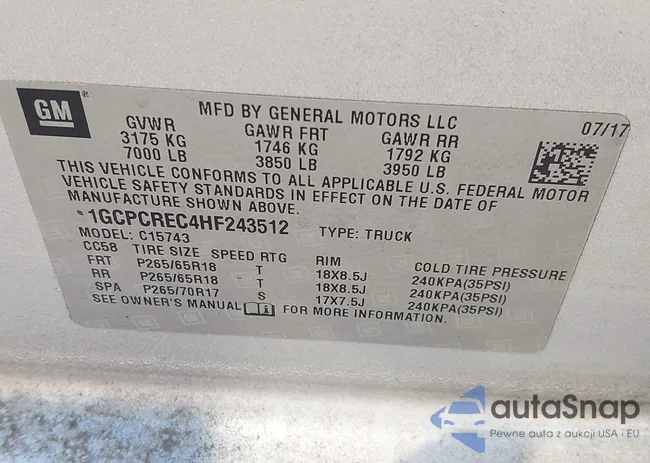 GM
MFD BY GENERAL MOTORS LLC
07/17
GVWR GAWR FRT GAWR RR
3175 KG 1746 KG 1792 KG
7000 LB 3850 LB 3950 LB
THIS VEHICLE CONFORMS TO ALL APPLICABLE U.S. FEDERAL MOTOR
VEHICLE SAFETY STANDARDS IN EFFECT ON THE DATE OF
MANUFACTURE SHOWN ABOVE.
*1GCPCREC4HF243512 TYPE: TRUCK
MODEL: C15743
CC58 TIRE SIZE SPEED RTG RIM COLD TIRE PRESSURE
FRT P265/65R18 T 18X8.5J 240KPA(35PSI)
RR P265/65R18 T 18X8.5J 240KPA(35PSI)
SPA P265/70R17 S 17X7.5J 240KPA(35PSI)
SEE OWNER'S MANUAL FOR MORE INFORMATION.
autaSnap
Pewne auta z aukcji USA i EU